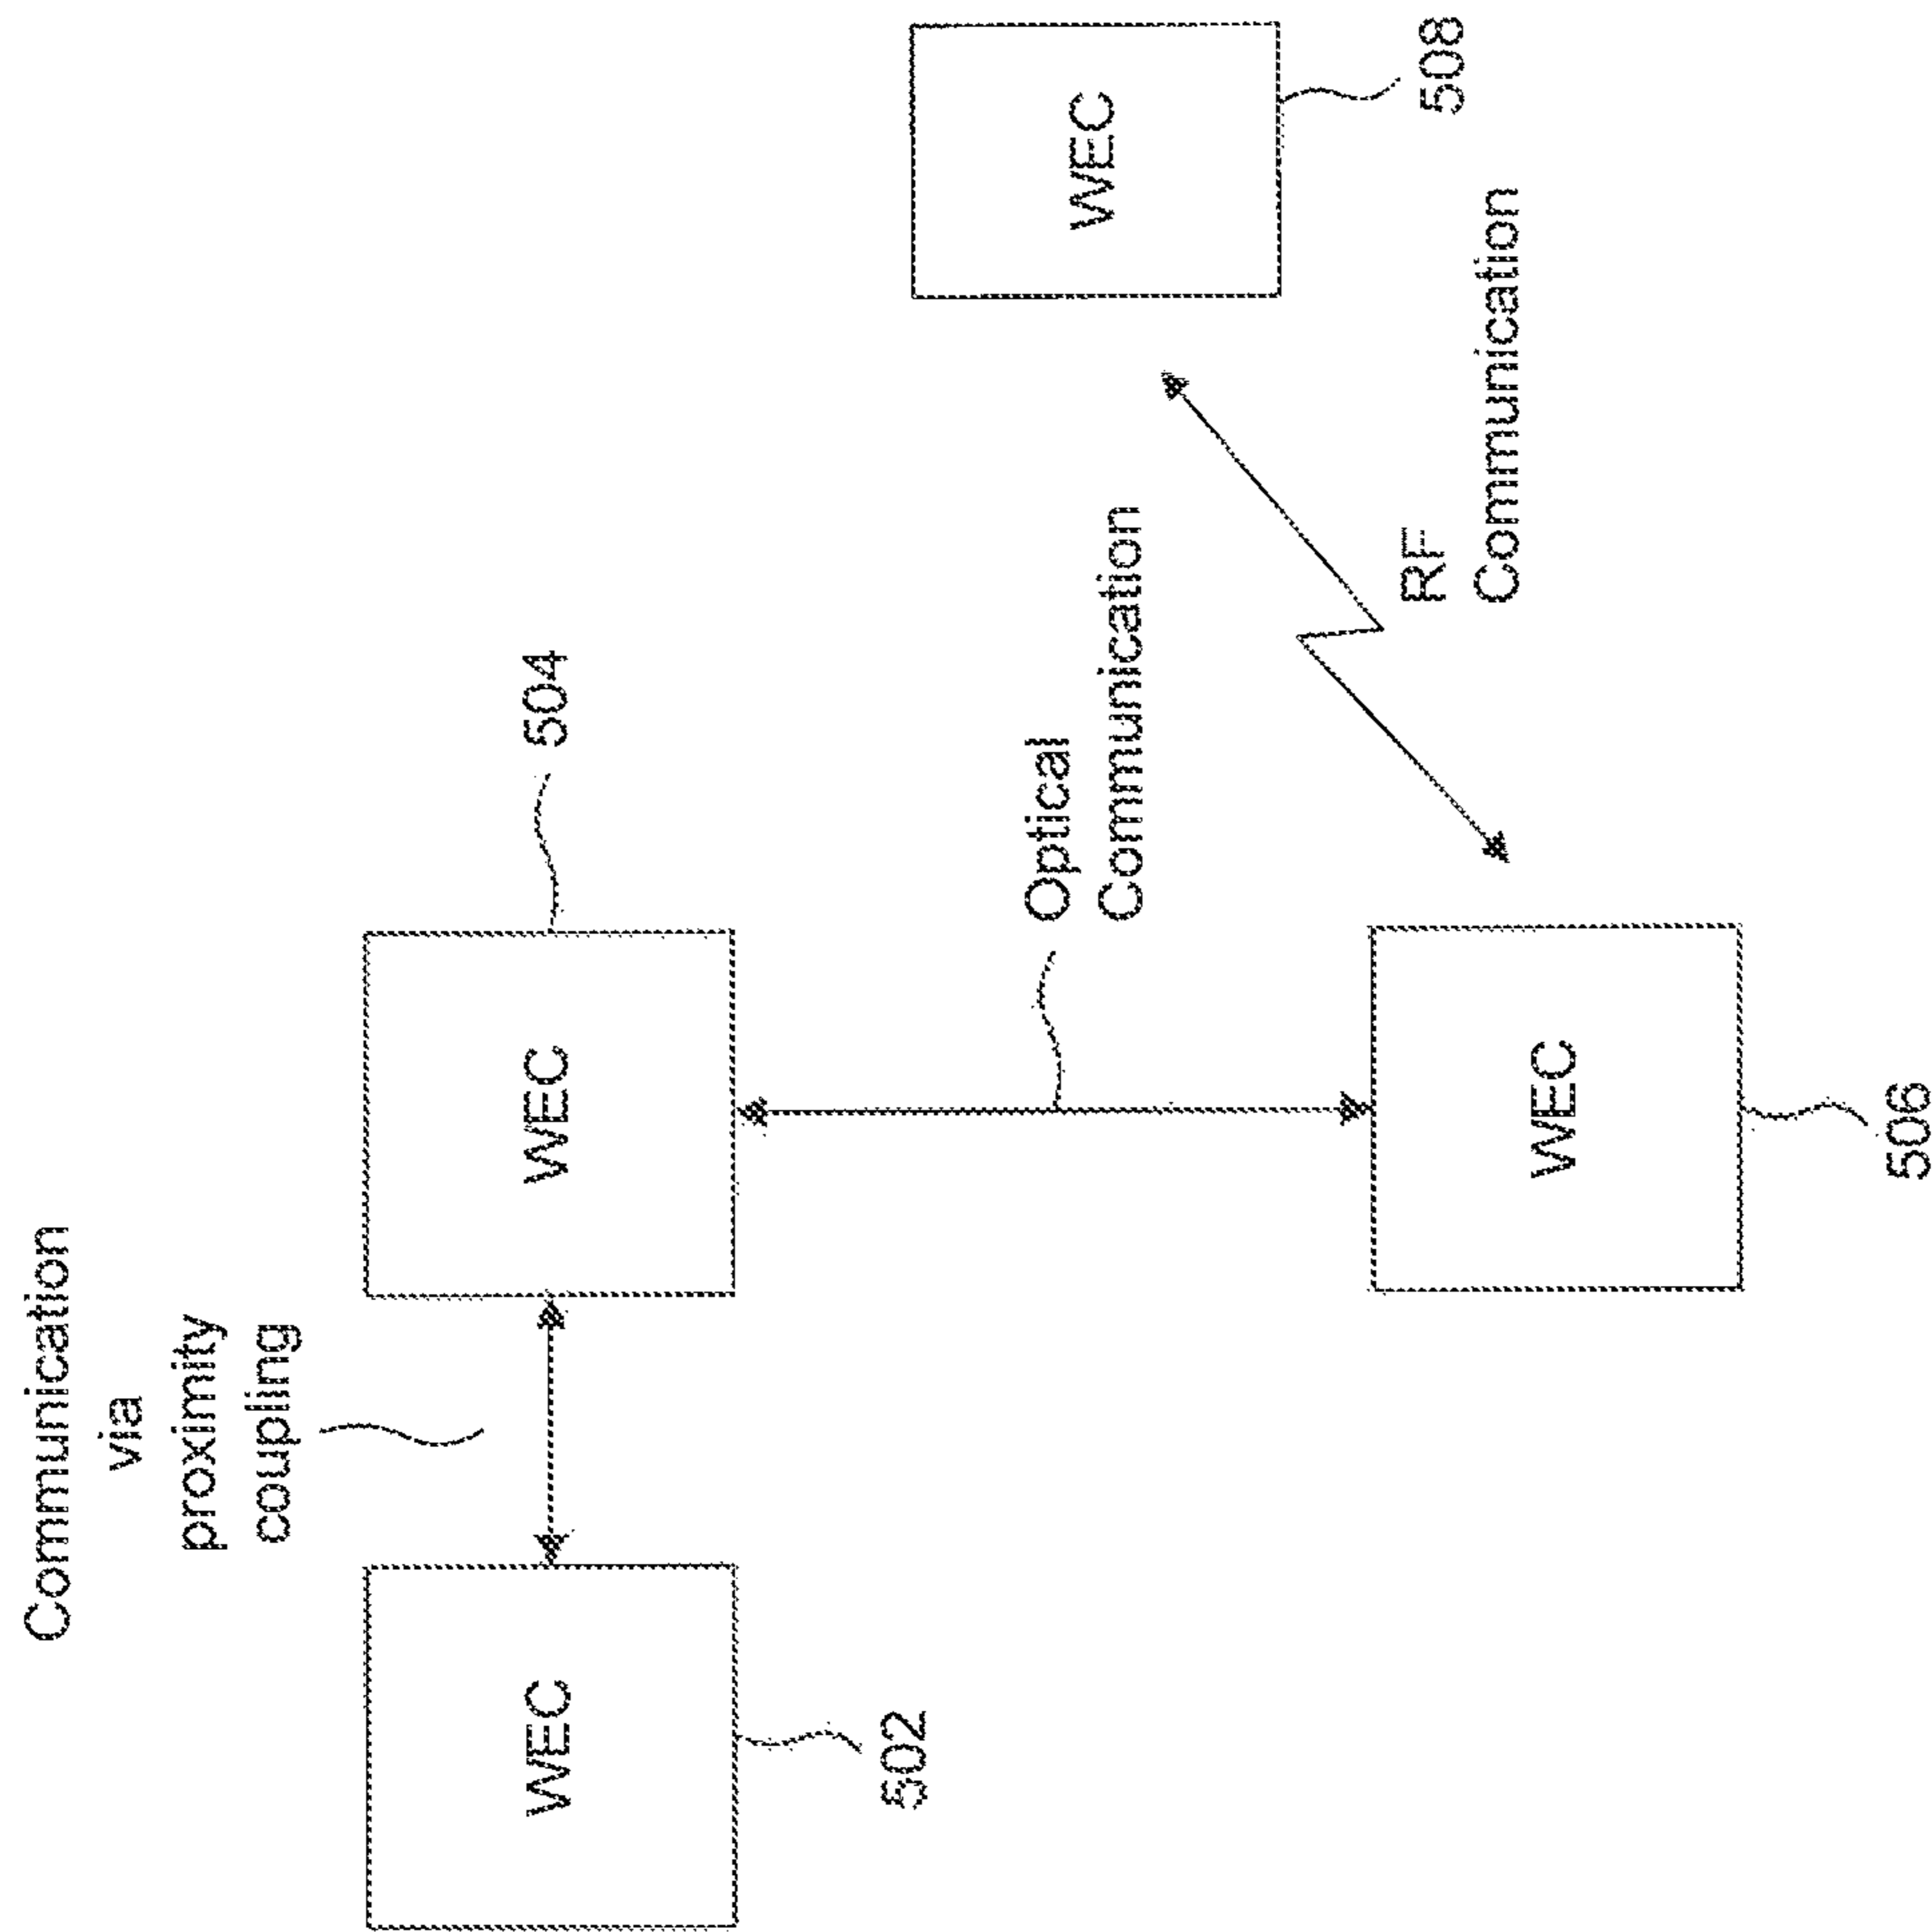 Communication
via
proximity
coupling
WEC
502
WEC
504
Optical
Communication
WEC
506
RF
Communication
WEC
508